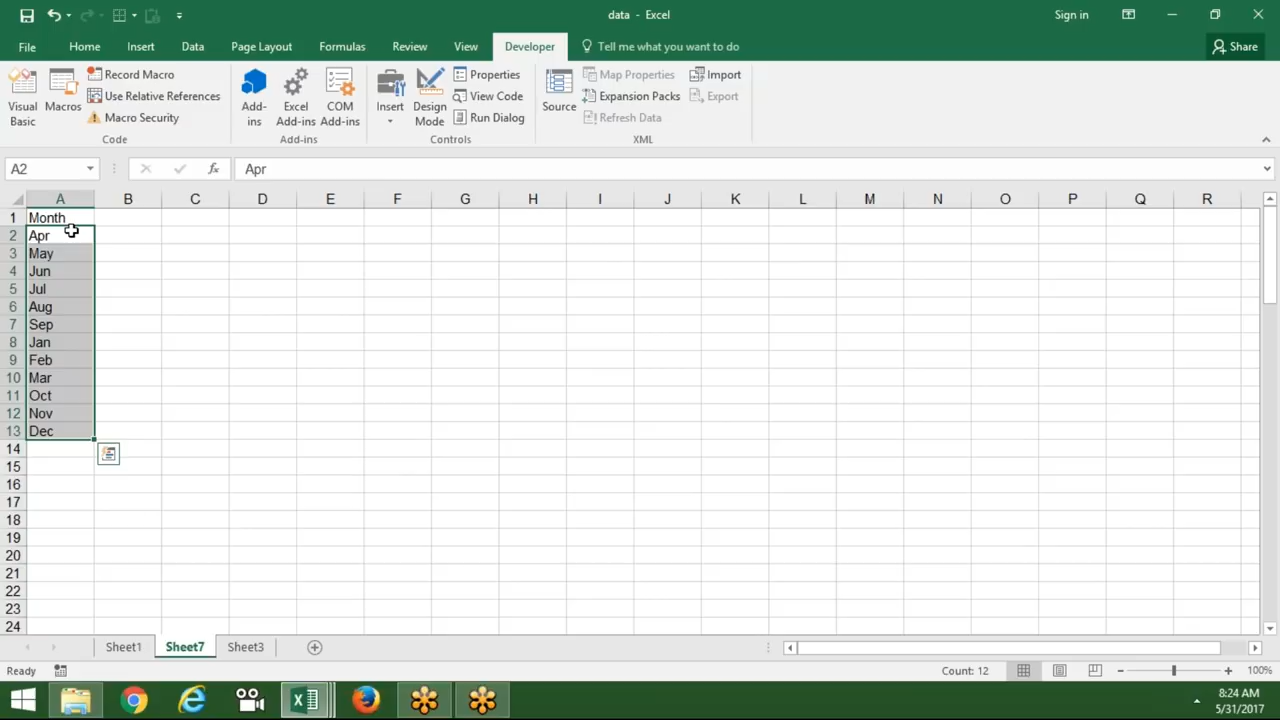 data - Excel
Sign in
File Home Insert Data Page Layout Formulas Review View Developer Tell me what you want to do Share
Visual Basic
Macros
Record Macro
Use Relative References
Macro Security
Code
Add-ins
Excel Add-ins
COM Add-ins
Add-ins
Insert
Design Mode
Properties
View Code
Run Dialog
Controls
Source
Map Properties
Expansion Packs
Refresh Data
Import
Export
XML
A2 fx Apr
A B C D E F G H I J K L M N O P Q R
1 Month
2 Apr
3 May
4 Jun
5 Jul
6 Aug
7 Sep
8 Jan
9 Feb
10 Mar
11 Oct
12 Nov
13 Dec
14
15
16
17
18
19
20
21
22
23
24
Sheet1 Sheet7 Sheet3
Ready Count: 12 100%
8:24 AM
5/31/2017